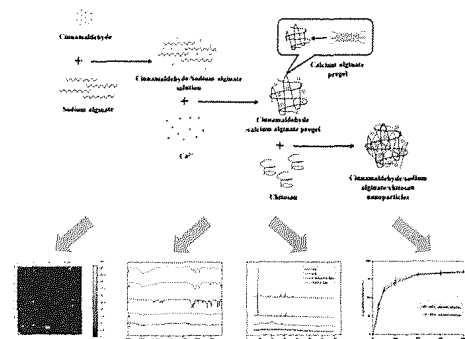 Cinnamaldehyde
+
Sodium alginate
Cinnamaldehyde/Sodium alginate
solution
+
Ca²⁺
Calcium alginate
pregel
Cinnamaldehyde
/calcium alginate pregel
+
Chitosan
Cinnamaldehyde/sodium
alginate/chitosan
nanoparticles